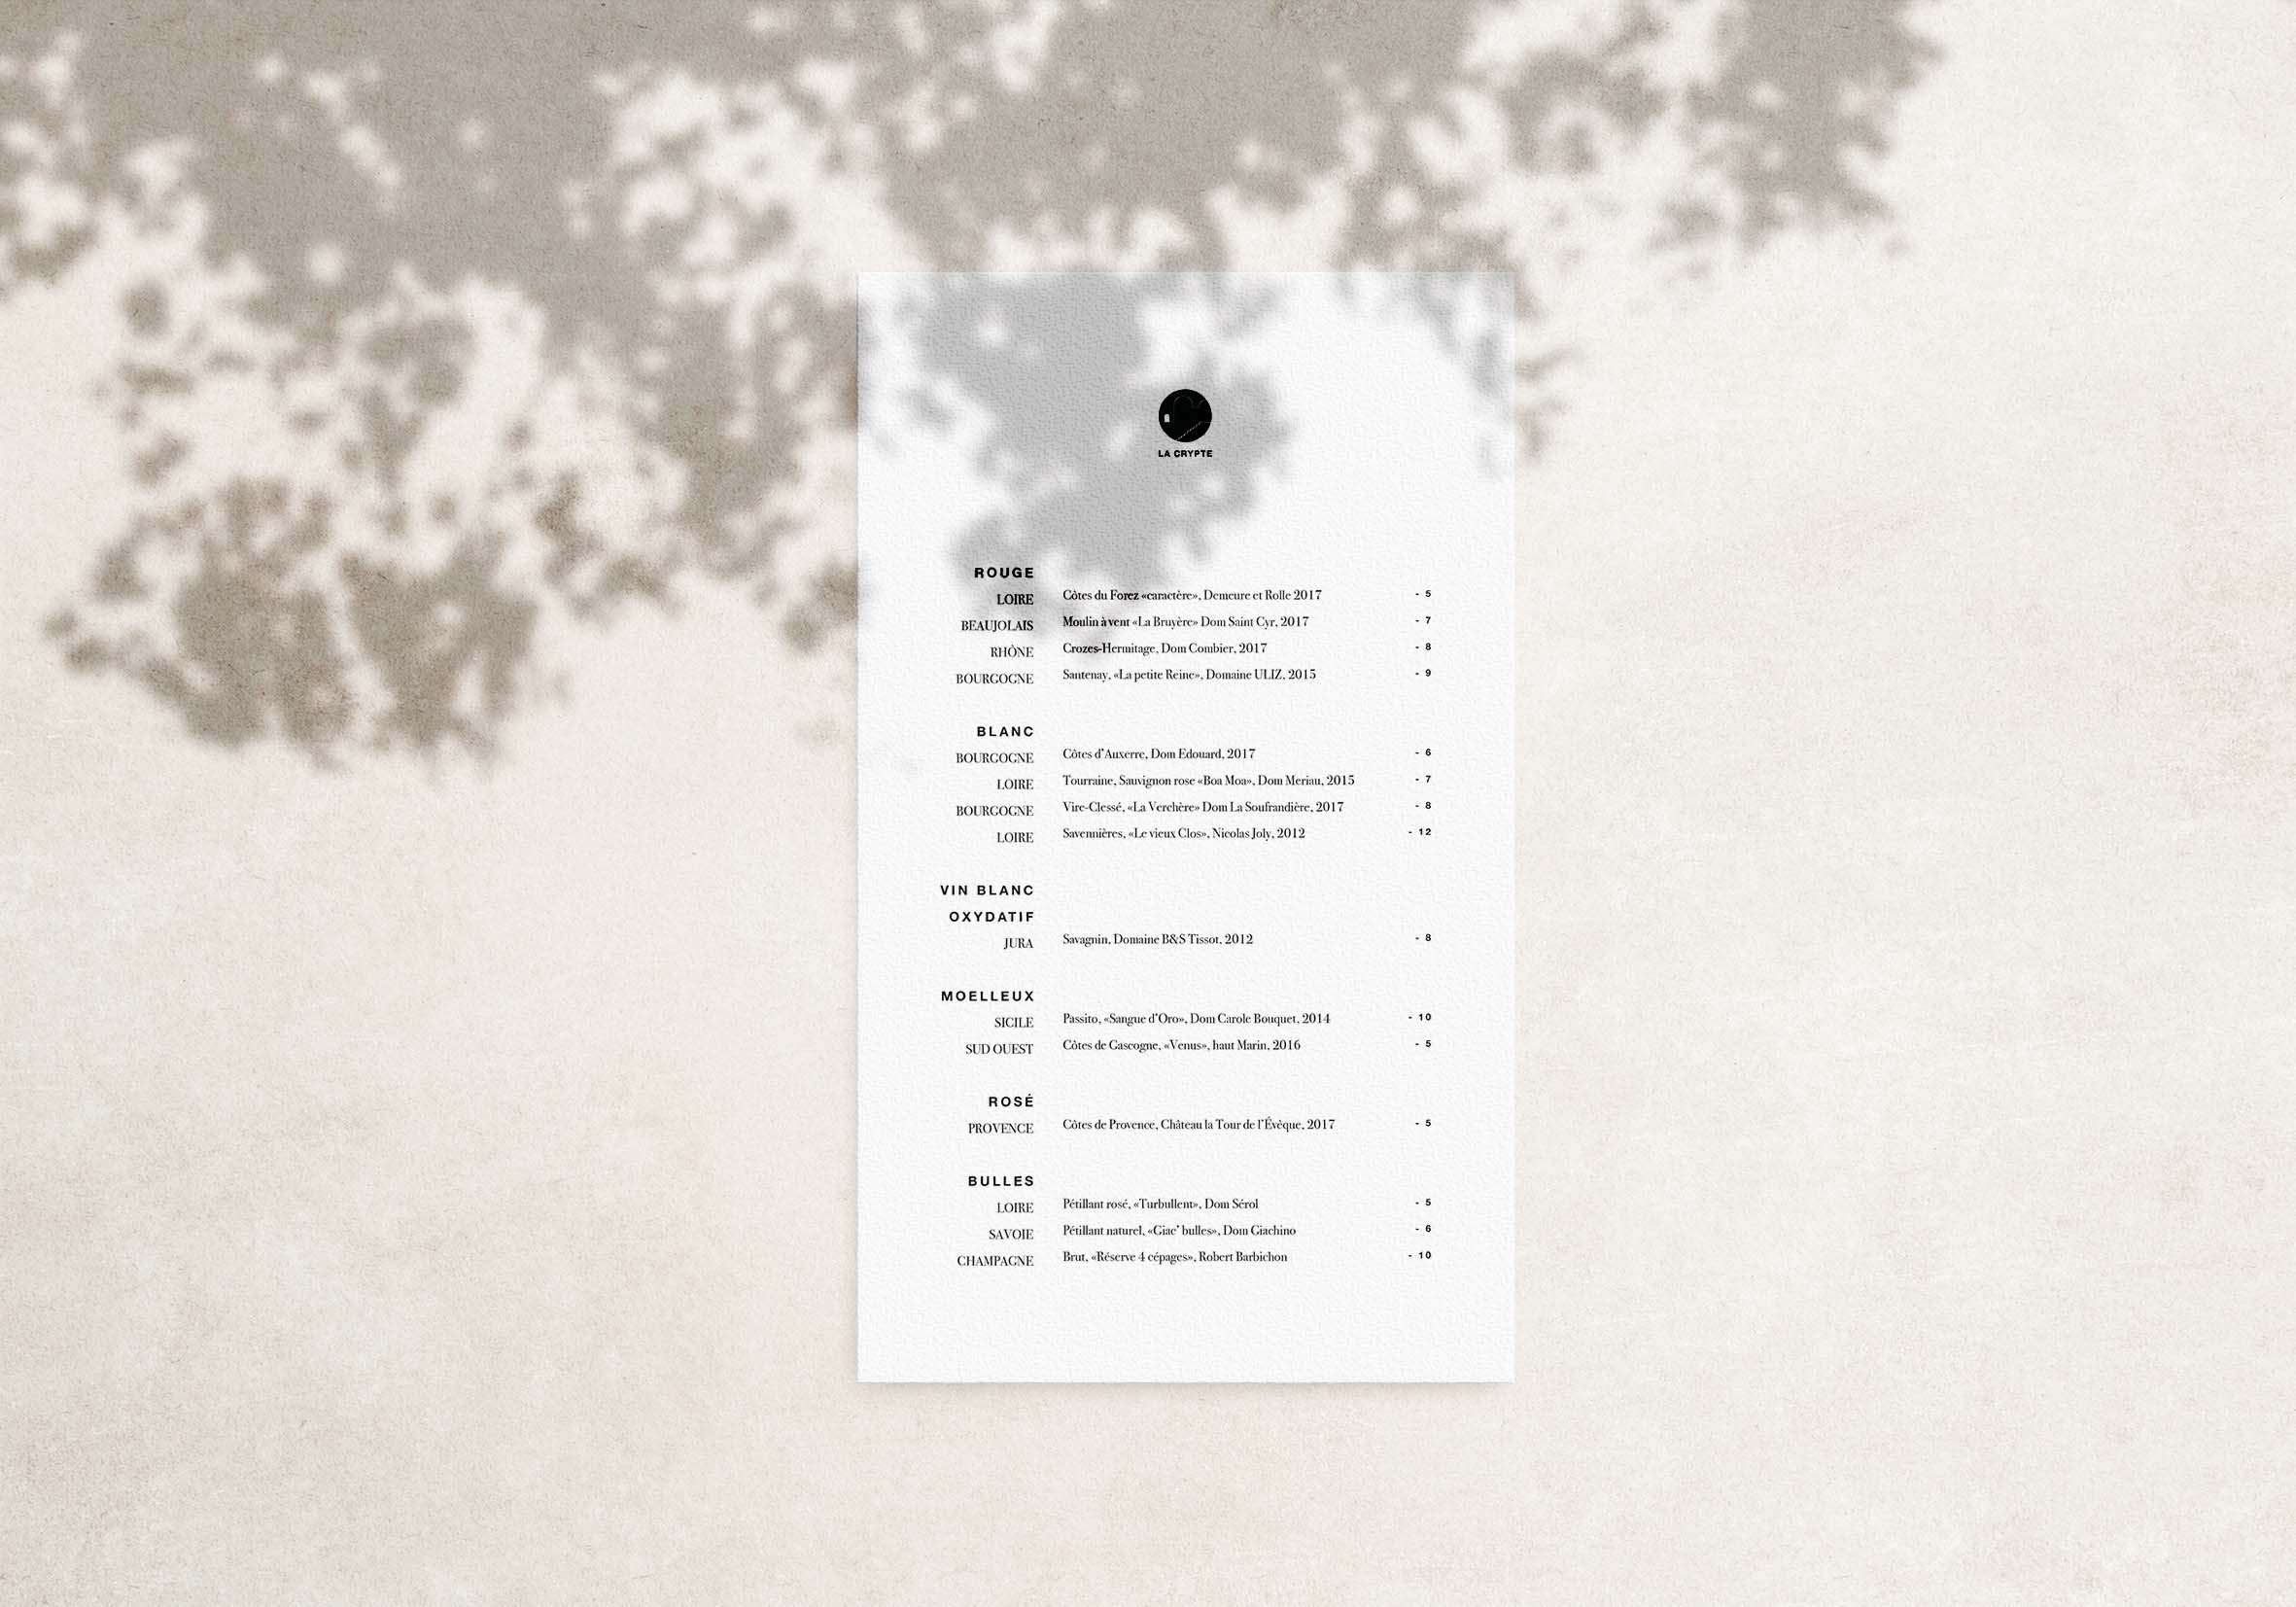 LA CRYPTE
ROUGE
LOIRE Côtes du Forez «caractère», Demeure et Rolle 2017 - 5
BEAUJOLAIS Moulin à vent «La Bruyère» Dom Saint Cyr, 2017 - 7
RHÔNE Crozes-Hermitage, Dom Combier, 2017 - 8
BOURGOGNE Santenay, «La petite Reine», Domaine ULIZ, 2015 - 9
BLANC
BOURGOGNE Côtes d'Auxerre, Dom Edouard, 2017 - 6
LOIRE Tourraine, Sauvignon rose «Boa Moa», Dom Meriau, 2015 - 7
BOURGOGNE Vire-Clessé, «La Verchère» Dom La Soufrandière, 2017 - 8
LOIRE Savennières, «Le vieux Clos», Nicolas Joly, 2012 - 12
VIN BLANC
OXYDATIF
JURA Savagnin, Domaine B&S Tissot, 2012 - 8
MOELLEUX
SICILE Passito, «Sangue d'Oro», Dom Carole Bouquet, 2014 - 10
SUD OUEST Côtes de Gascogne, «Venus», haut Marin, 2016 - 5
ROSÉ
PROVENCE Côtes de Provence, Château la Tour de l'Évêque, 2017 - 5
BULLES
LOIRE Pétillant rosé, «Turbullent», Dom Sérol - 5
SAVOIE Pétillant naturel, «Giac' bulles», Dom Giachino - 6
CHAMPAGNE Brut, «Réserve 4 cépages», Robert Barbichon - 10